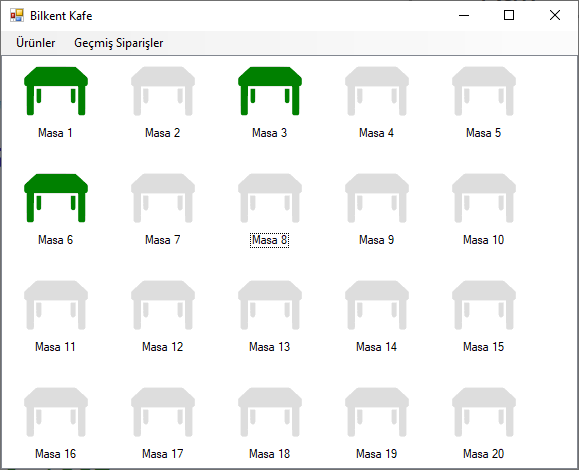 Bilkent Kafe
Ürünler Geçmiş Siparişler
Masa 1 Masa 2 Masa 3 Masa 4 Masa 5
Masa 6 Masa 7 Masa 8 Masa 9 Masa 10
Masa 11 Masa 12 Masa 13 Masa 14 Masa 15
Masa 16 Masa 17 Masa 18 Masa 19 Masa 20